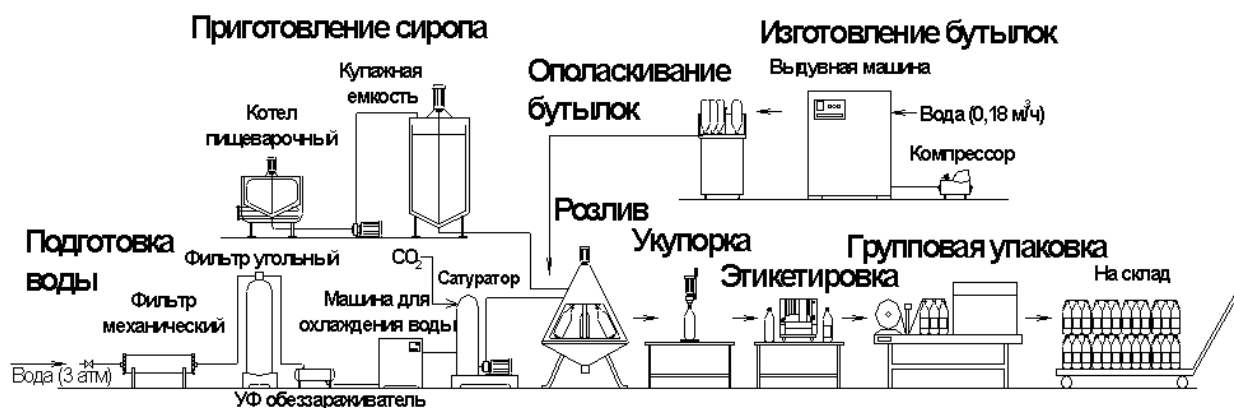 Приготовление сиропа
Изготовление бутылок
Выдувная машина
Купажная
емкость
Ополаскивание
бутылок
Котел
пищеварочный
Вода (0,18 м³/ч)
Компрессор
Розлив
Укупорка
Групповая упаковка
Этикетировка
На склад
Подготовка
воды
Фильтр угольный
CO₂
Сатуратор
Фильтр
механический
Машина для
охлаждения воды
Вода (3 атм)
УФ обеззараживатель